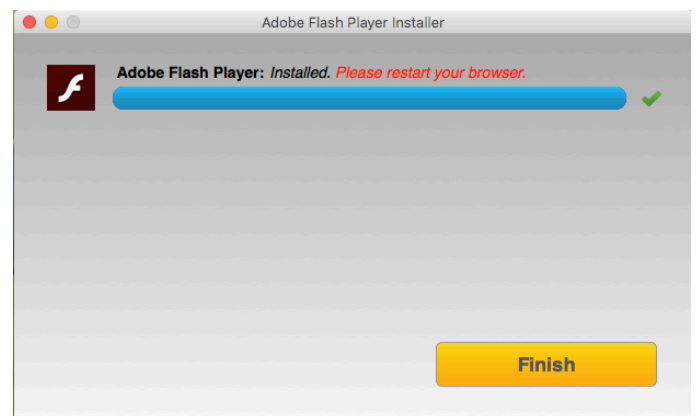 Adobe Flash Player Installer
Adobe Flash Player: Installed. Please restart your browser.
Finish